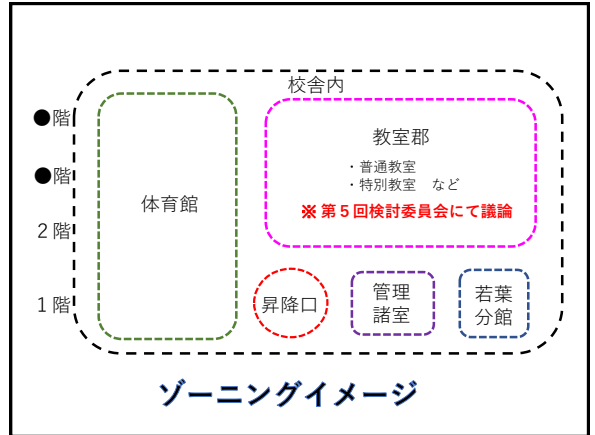 校舎内
●階
●階
2階
1階
体育館
教室郡
・普通教室
・特別教室　など
※第5回検討委員会にて議論
昇降口
管理
諸室
若葉
分館
ゾーニングイメージ